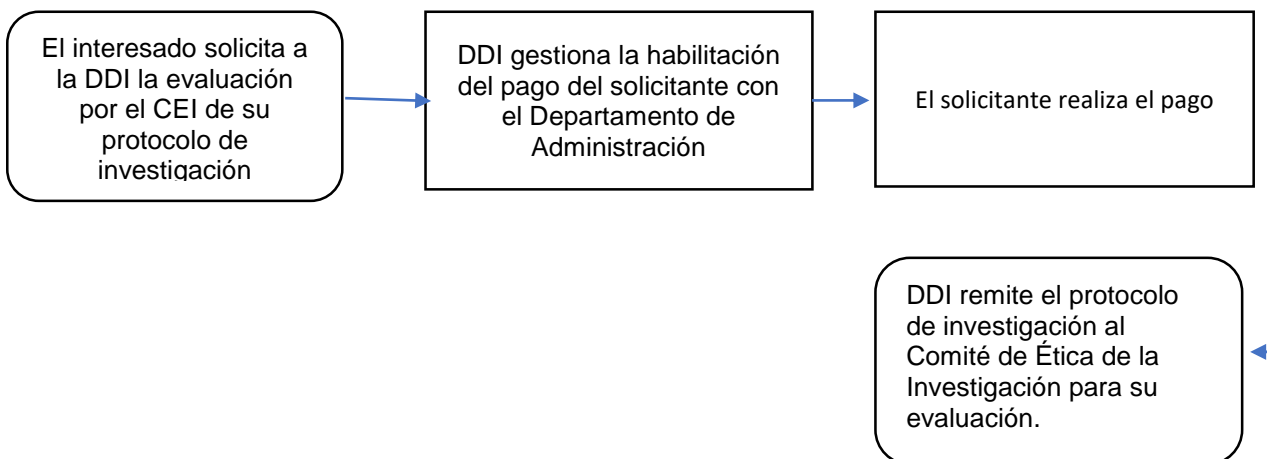 El interesado solicita a
la DDI la evaluación
por el CEI de su
protocolo de
investigación
DDI gestiona la habilitación
del pago del solicitante con
el Departamento de
Administración
El solicitante realiza el pago
DDI remite el protocolo
de investigación al
Comité de Ética de la
Investigación para su
evaluación.